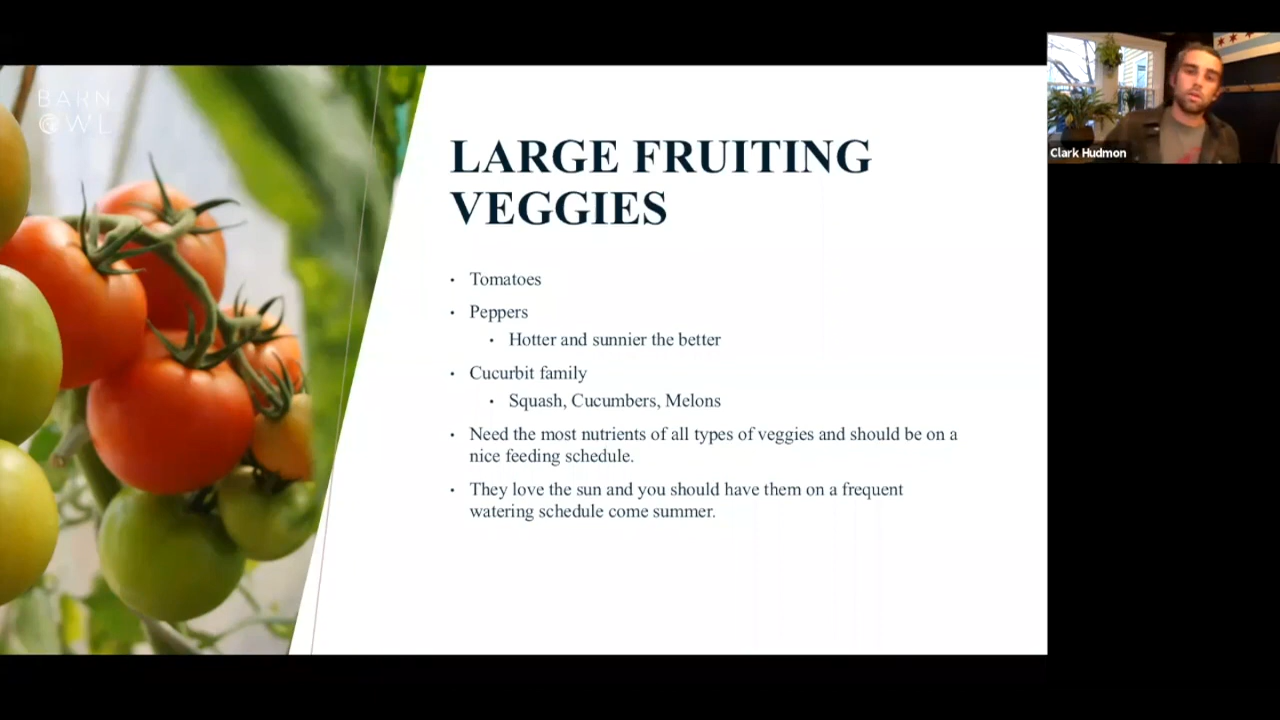 BARN
OWL
LARGE FRUITING
VEGGIES
• Tomatoes
• Peppers
• Hotter and sunnier the better
• Cucurbit family
• Squash, Cucumbers, Melons
• Need the most nutrients of all types of veggies and should be on a
nice feeding schedule.
• They love the sun and you should have them on a frequent
watering schedule come summer.
Clark Hudmon